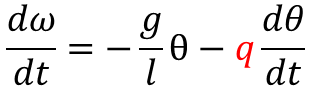 dω/dt = − g/l θ − q dθ/dt